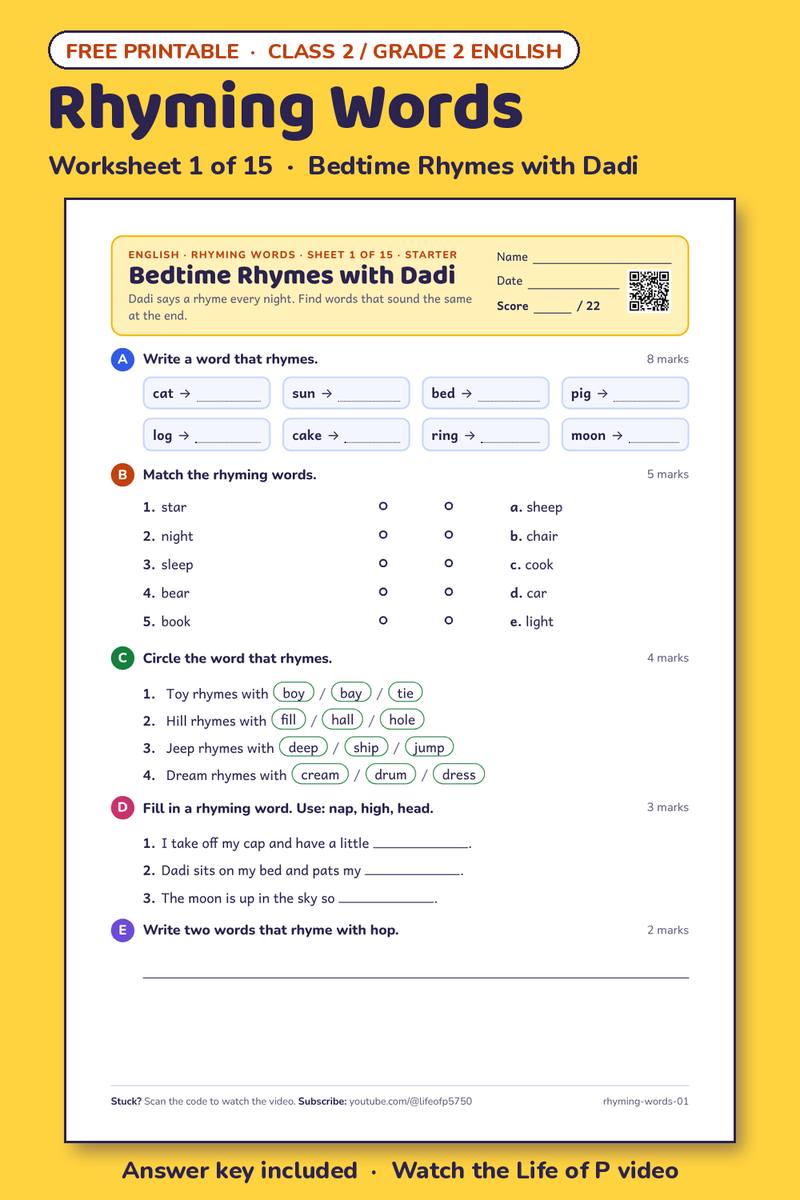 FREE PRINTABLE · CLASS 2 / GRADE 2 ENGLISH
Rhyming Words
Worksheet 1 of 15 · Bedtime Rhymes with Dadi
ENGLISH · RHYMING WORDS · SHEET 1 OF 15 · STARTER
Bedtime Rhymes with Dadi
Dadi says a rhyme every night. Find words that sound the same
at the end.
Name
Date
Score / 22
A Write a word that rhymes. 8 marks
cat → sun → bed → pig →
log → cake → ring → moon →
B Match the rhyming words. 5 marks
1. star a. sheep
2. night b. chair
3. sleep c. cook
4. bear d. car
5. book e. light
C Circle the word that rhymes. 4 marks
1. Toy rhymes with boy / bay / tie
2. Hill rhymes with fill / hall / hole
3. Jeep rhymes with deep / ship / jump
4. Dream rhymes with cream / drum / dress
D Fill in a rhyming word. Use: nap, high, head. 3 marks
1. I take off my cap and have a little ________.
2. Dadi sits on my bed and pats my ________.
3. The moon is up in the sky so ________.
E Write two words that rhyme with hop. 2 marks
Stuck? Scan the code to watch the video. Subscribe: youtube.com/@lifeofp5750 rhyming-words-01
Answer key included · Watch the Life of P video